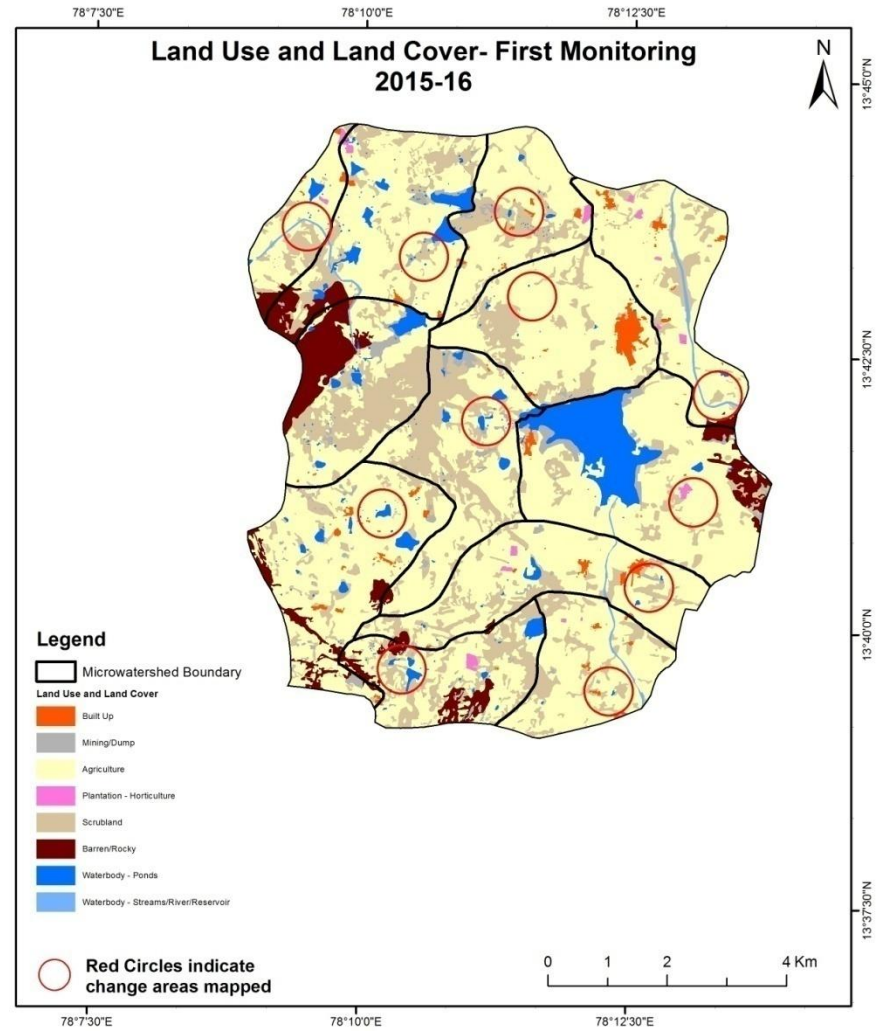 78°7'30"E 78°10'0"E 78°12'30"E
Land Use and Land Cover- First Monitoring
2015-16
N
13°45'0"N
13°42'30"N
13°40'0"N
13°37'30"N
Legend
Microwatershed Boundary
Land Use and Land Cover
Built Up
Mining/Dump
Agriculture
Plantation - Horticulture
Scrubland
Barren/Rocky
Waterbody - Ponds
Waterbody - Streams/River/Reservoir
Red Circles indicate
change areas mapped
0 1 2 4 Km
78°7'30"E 78°10'0"E 78°12'30"E